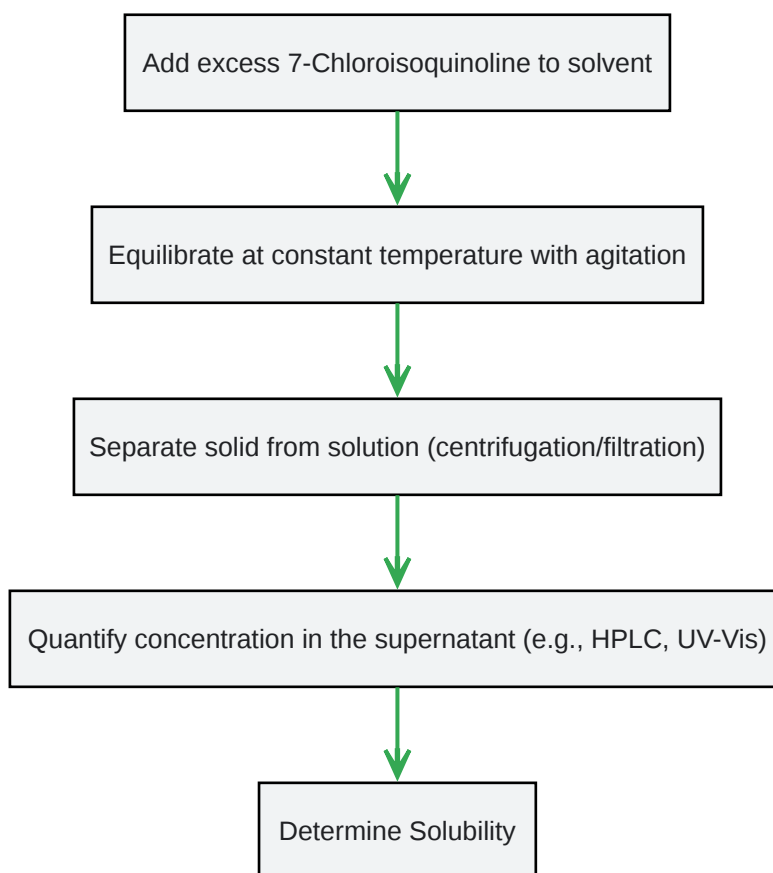 Add excess 7-Chloroisoquinoline to solvent
Equilibrate at constant temperature with agitation
Separate solid from solution (centrifugation/filtration)
Quantify concentration in the supernatant (e.g., HPLC, UV-Vis)
Determine Solubility